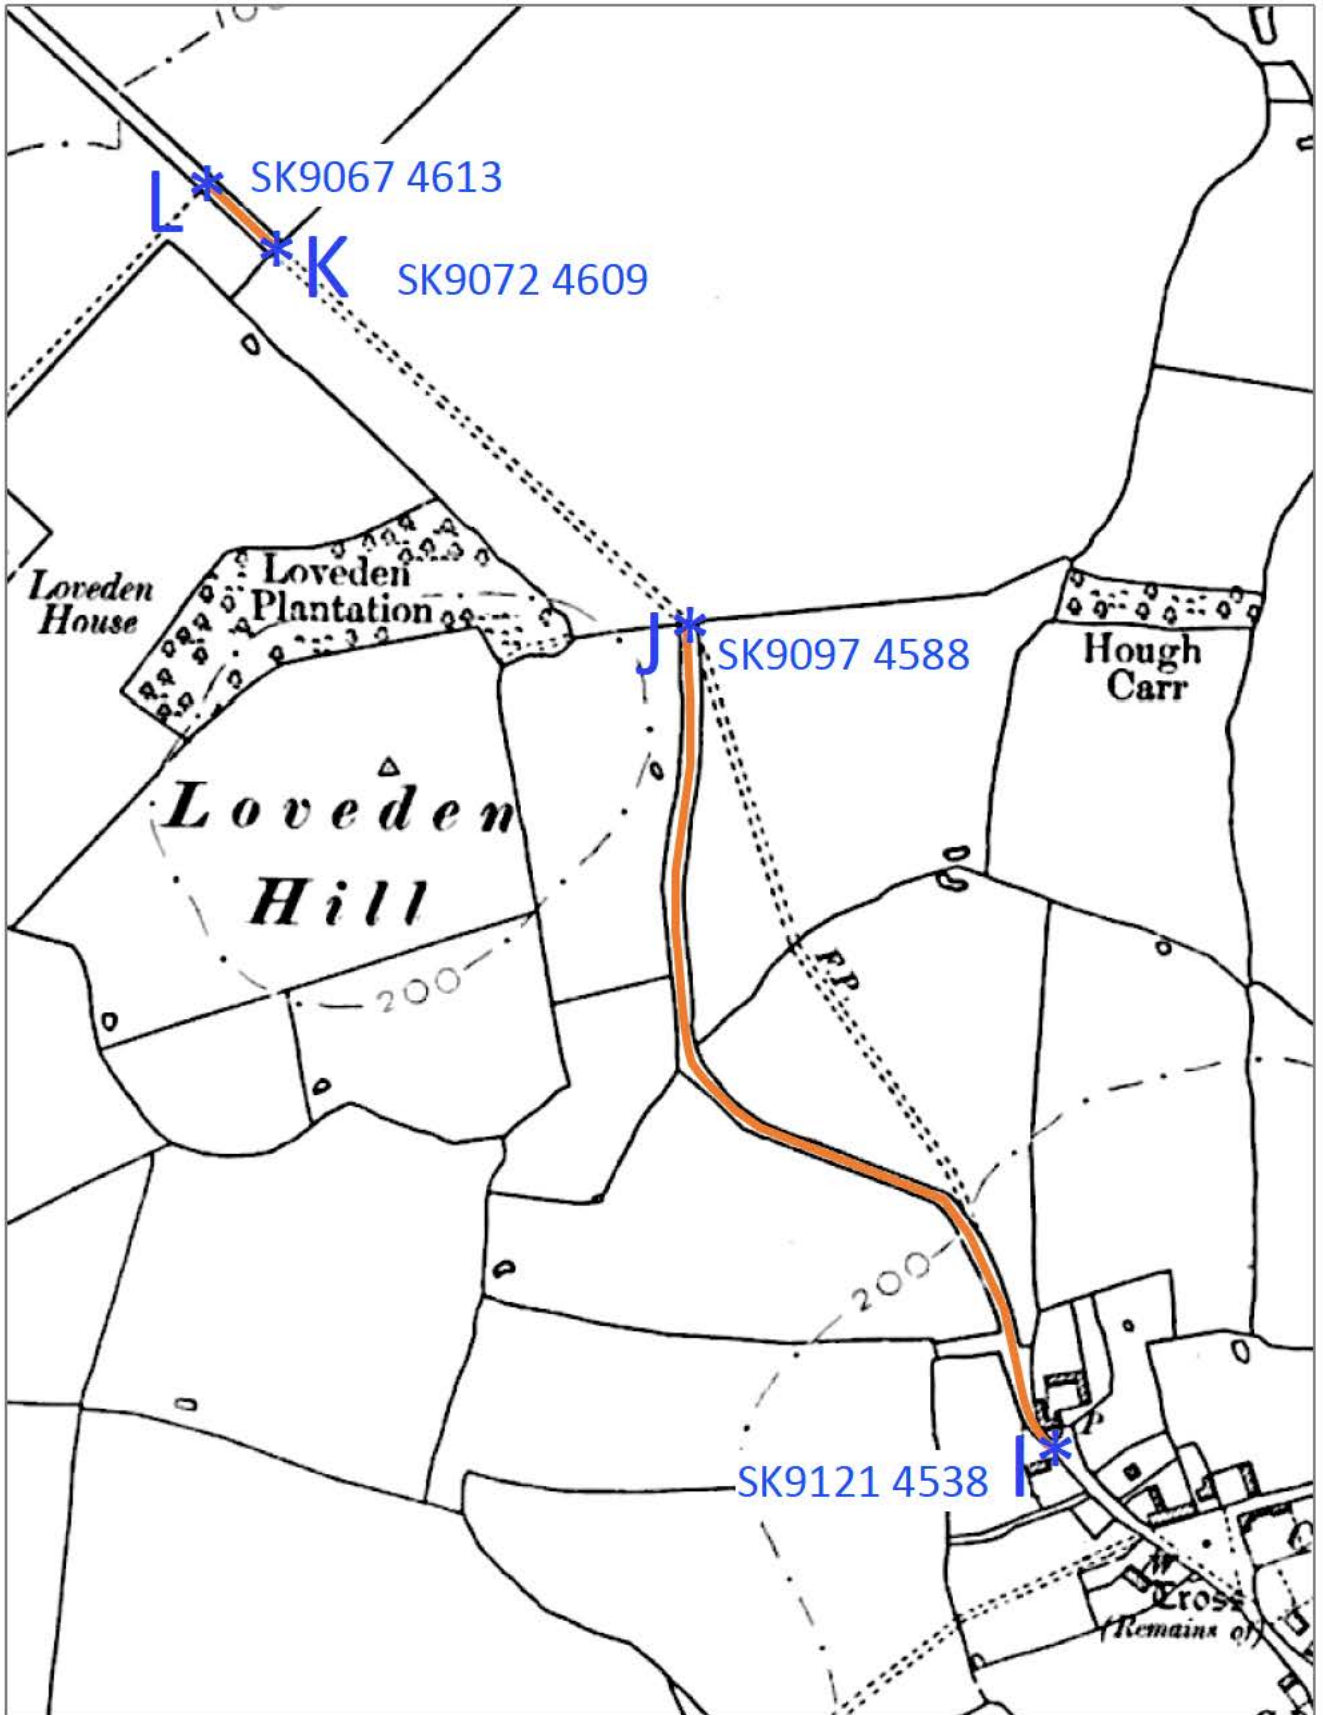 100
SK9067 4613
L
K
SK9072 4609
Loveden
House
Loveden
Plantation
J
SK9097 4588
Hough
Carr
Loveden
Hill
F.P.
200
200
P
I
SK9121 4538
W
Cross
(Remains of)